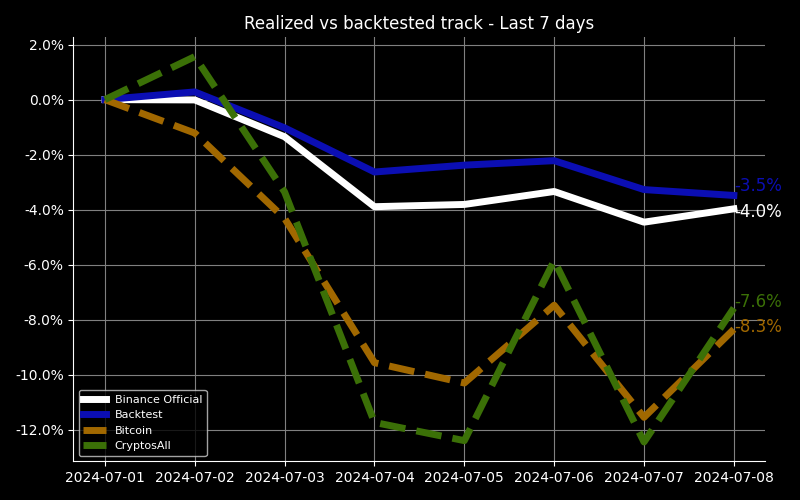 Realized vs backtested track - Last 7 days
2.0%
0.0%
-2.0%
-4.0%
-6.0%
-8.0%
-10.0%
-12.0%
-3.5%
-4.0%
-7.6%
-8.3%
Binance Official
Backtest
Bitcoin
CryptosAll
2024-07-01 2024-07-02 2024-07-03 2024-07-04 2024-07-05 2024-07-06 2024-07-07 2024-07-08